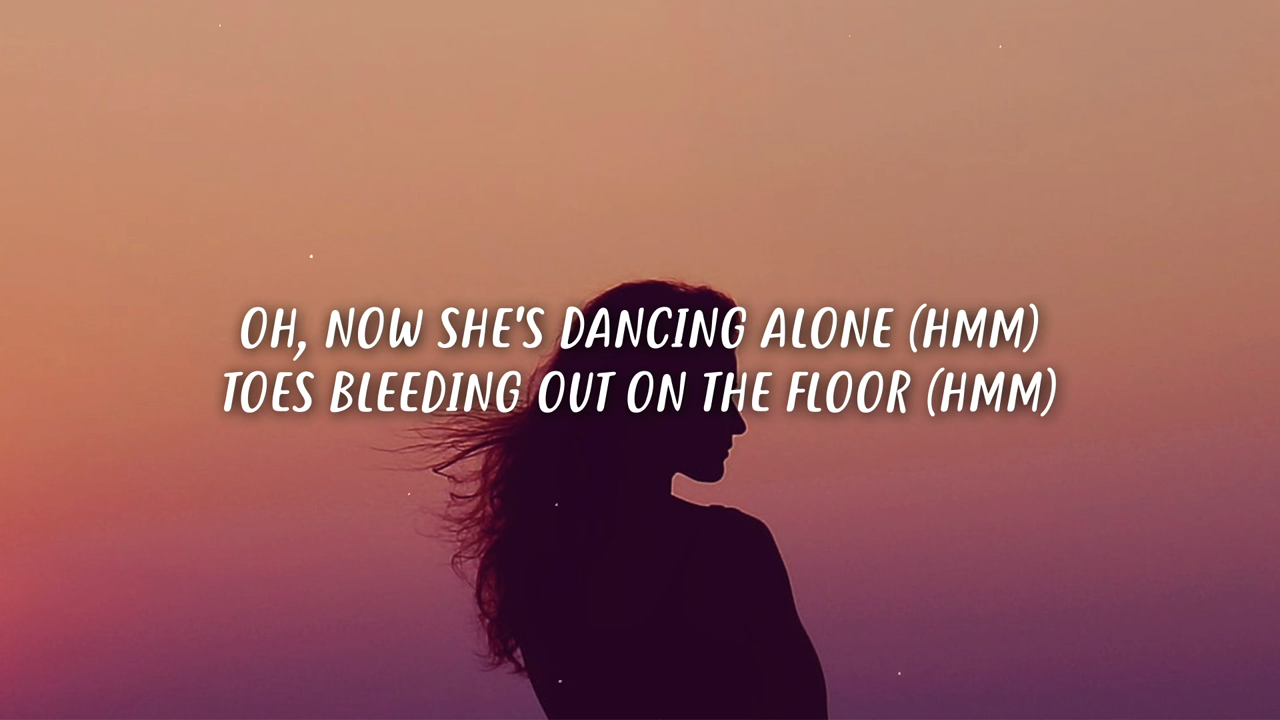 OH, NOW SHE'S DANCING ALONE (HMM)
TOES BLEEDING OUT ON THE FLOOR (HMM)